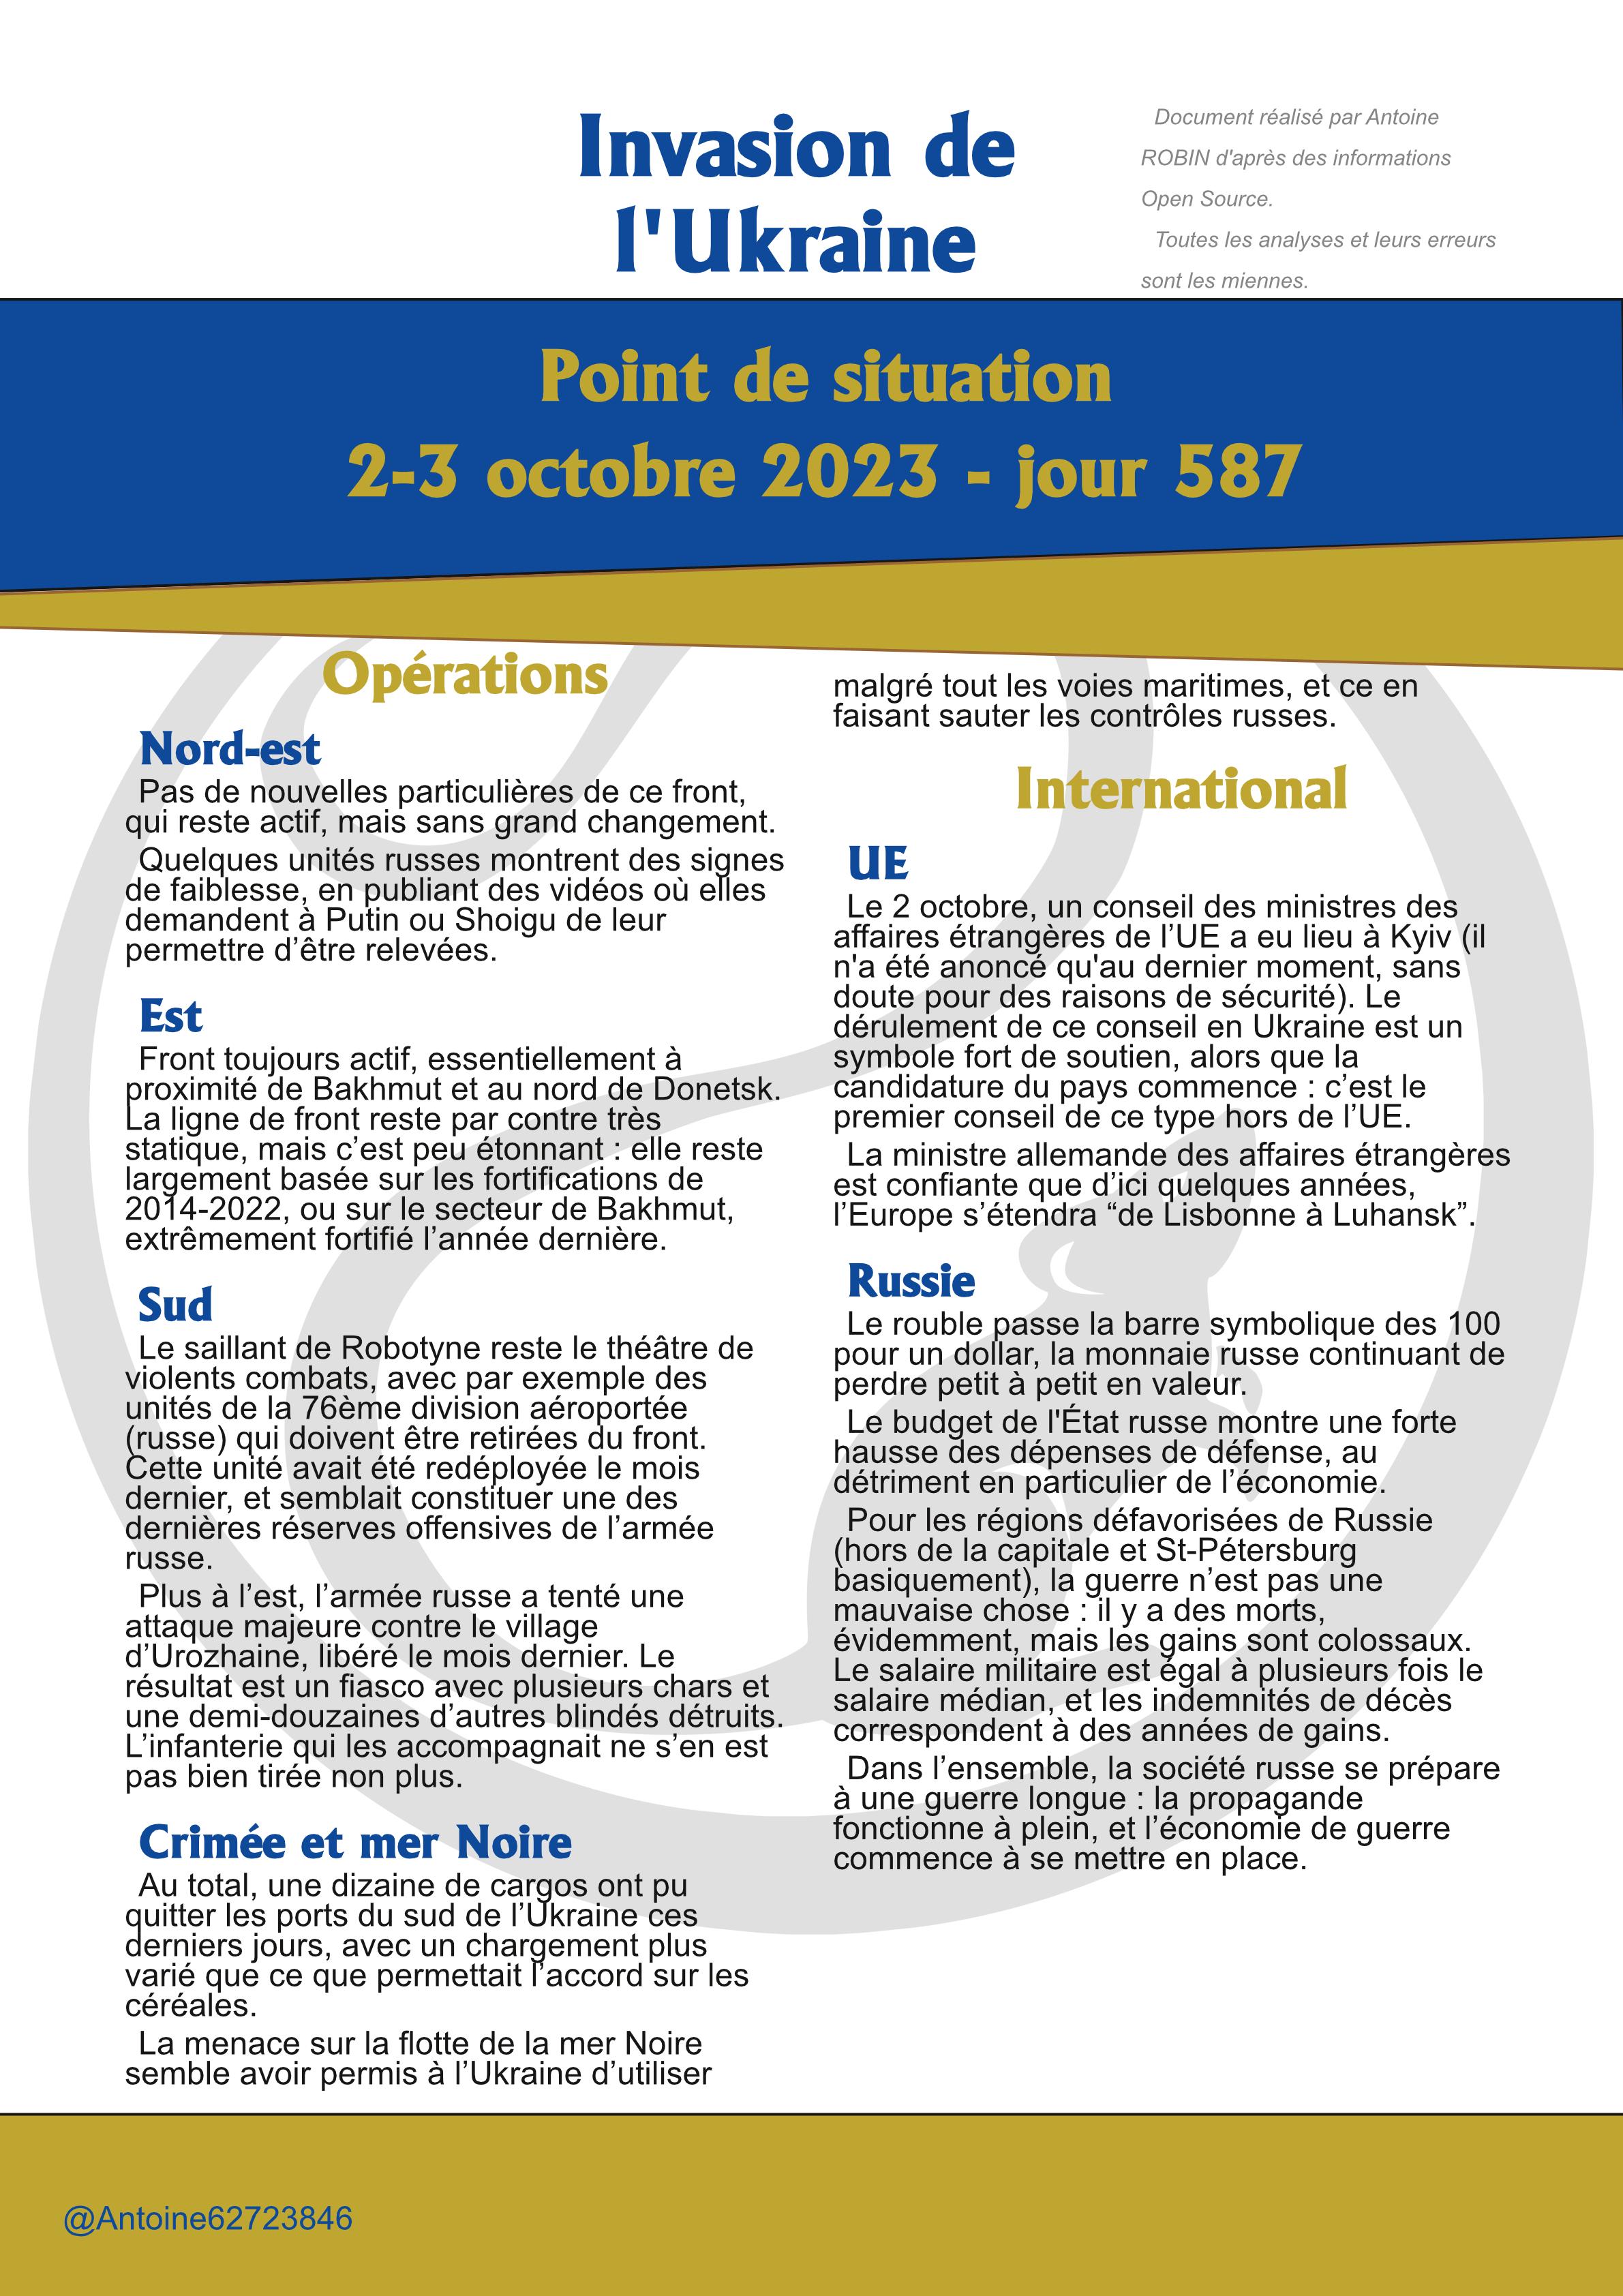 Invasion de
l'Ukraine
Document réalisé par Antoine
ROBIN d'après des informations
Open Source.
Toutes les analyses et leurs erreurs
sont les miennes.
Point de situation
2-3 octobre 2023 - jour 587
Opérations
Nord-est
Pas de nouvelles particulières de ce front,
qui reste actif, mais sans grand changement.
Quelques unités russes montrent des signes
de faiblesse, en publiant des vidéos où elles
demandent à Putin ou Shoigu de leur
permettre d’être relevées.
Est
Front toujours actif, essentiellement à
proximité de Bakhmut et au nord de Donetsk.
La ligne de front reste par contre très
statique, mais c’est peu étonnant : elle reste
largement basée sur les fortifications de
2014-2022, ou sur le secteur de Bakhmut,
extrêmement fortifié l’année dernière.
Sud
Le saillant de Robotyne reste le théâtre de
violents combats, avec par exemple des
unités de la 76ème division aéroportée
(russe) qui doivent être retirées du front.
Cette unité avait été redéployée le mois
dernier, et semblait constituer une des
dernières réserves offensives de l’armée
russe.
Plus à l’est, l’armée russe a tenté une
attaque majeure contre le village
d’Urozhaine, libéré le mois dernier. Le
résultat est un fiasco avec plusieurs chars et
une demi-douzaines d’autres blindés détruits.
L’infanterie qui les accompagnait ne s’en est
pas bien tirée non plus.
Crimée et mer Noire
Au total, une dizaine de cargos ont pu
quitter les ports du sud de l’Ukraine ces
derniers jours, avec un chargement plus
varié que ce que permettait l’accord sur les
céréales.
La menace sur la flotte de la mer Noire
semble avoir permis à l’Ukraine d’utiliser
malgré tout les voies maritimes, et ce en
faisant sauter les contrôles russes.
International
UE
Le 2 octobre, un conseil des ministres des
affaires étrangères de l’UE a eu lieu à Kyiv (il
n'a été anoncé qu'au dernier moment, sans
doute pour des raisons de sécurité). Le
dérulement de ce conseil en Ukraine est un
symbole fort de soutien, alors que la
candidature du pays commence : c’est le
premier conseil de ce type hors de l’UE.
La ministre allemande des affaires étrangères
est confiante que d’ici quelques années,
l’Europe s’étendra “de Lisbonne à Luhansk”.
Russie
Le rouble passe la barre symbolique des 100
pour un dollar, la monnaie russe continuant de
perdre petit à petit en valeur.
Le budget de l'État russe montre une forte
hausse des dépenses de défense, au
détriment en particulier de l’économie.
Pour les régions défavorisées de Russie
(hors de la capitale et St-Pétersburg
basiquement), la guerre n’est pas une
mauvaise chose : il y a des morts,
évidemment, mais les gains sont colossaux.
Le salaire militaire est égal à plusieurs fois le
salaire médian, et les indemnités de décès
correspondent à des années de gains.
Dans l’ensemble, la société russe se prépare
à une guerre longue : la propagande
fonctionne à plein, et l’économie de guerre
commence à se mettre en place.
@Antoine62723846